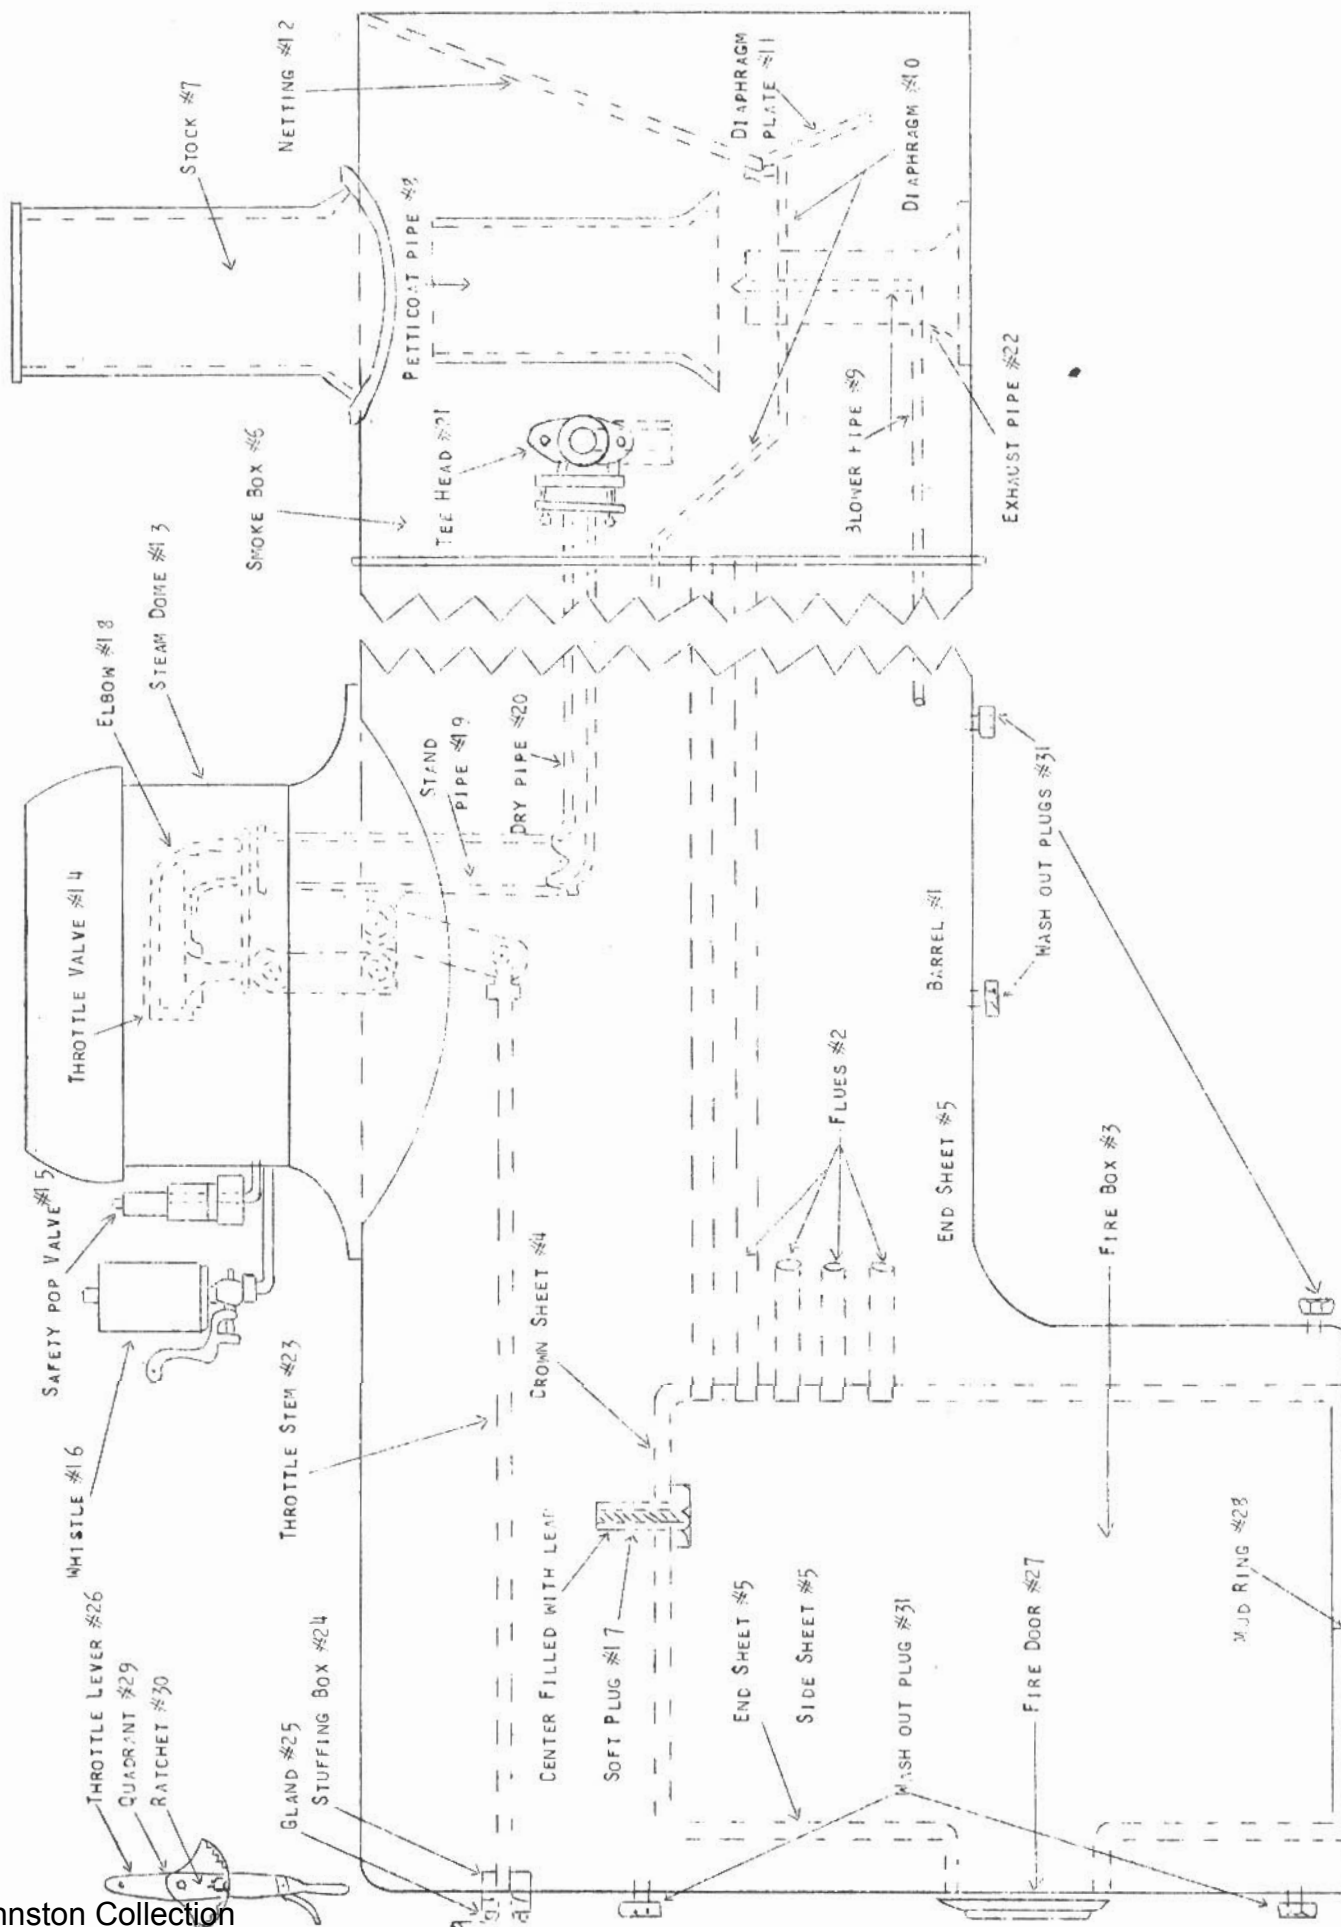 STOCK #7
NETTING #12
PETTICOAT PIPE #8
DIAPHRAGM
PLATE #11
DIAPHRAGM #10
SMOKE BOX #6
TEE HEAD #21
BLOWER PIPE #9
EXHAUST PIPE #22
STEAM DOME #13
ELBOW #18
THROTTLE VALVE #14
STAND
PIPE #19
DRY PIPE #20
BARREL #1
WASH OUT PLUGS #31
SAFETY POP VALVE #15
WHISTLE #16
THROTTLE STEM #23
CROWN SHEET #4
FLUES #2
END SHEET #5
FIRE BOX #3
THROTTLE LEVER #26
QUADRANT #29
RATCHET #30
GLAND #25
STUFFING BOX #24
CENTER FILLED WITH LEAD
SOFT PLUG #17
END SHEET #5
SIDE SHEET #5
WASH OUT PLUG #31
FIRE DOOR #27
MUD RING #28
nston Collection